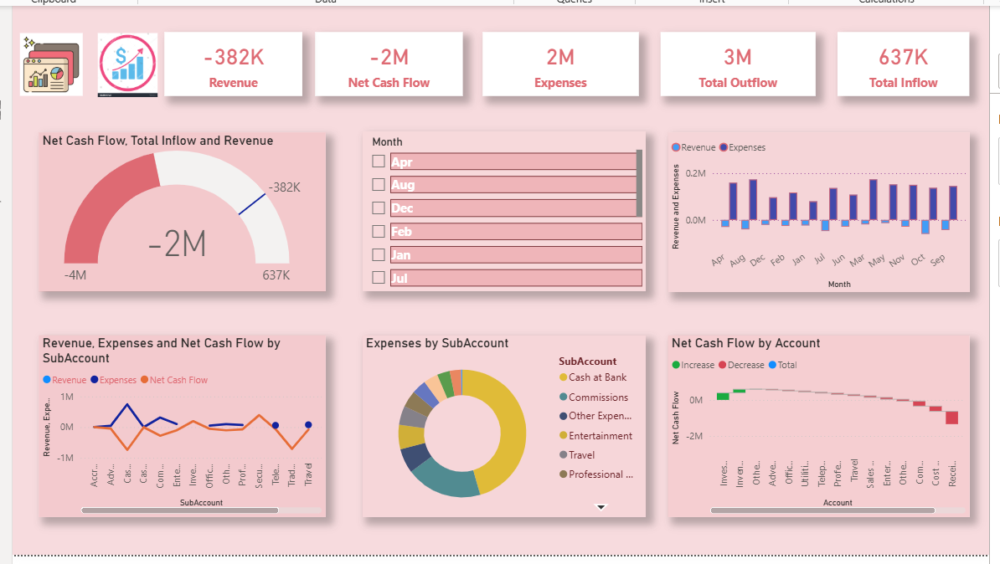 Clipboard
Data
Queries
Insert
Calculations
-382K
Revenue
-2M
Net Cash Flow
2M
Expenses
3M
Total Outflow
637K
Total Inflow
Net Cash Flow, Total Inflow and Revenue
-382K
-2M
-4M
637K
Month
Apr
Aug
Dec
Feb
Jan
Jul
Revenue Expenses
Revenue and Expenses
0.2M
0.0M
Apr Aug Dec Feb Jan Jul Jun Mar May Nov Oct Sep
Month
Revenue, Expenses and Net Cash Flow by
SubAccount
Revenue Expenses Net Cash Flow
Revenue, Expe...
1M
0M
-1M
Accr... Adv... Cas... Cas... Com... Ente... Inve... Offic... Oth... Prof... Secu... Tele... Trad... Travel
SubAccount
Expenses by SubAccount
SubAccount
Cash at Bank
Commissions
Other Expen...
Entertainment
Travel
Professional ...
Net Cash Flow by Account
Increase Decrease Total
Net Cash Flow
0M
-2M
Inves... Inven... Othe... Adve... Offic... Utiliti... Telep... Profe... Travel Sales ... Enter... Othe... Com... Cost ... Recei...
Account